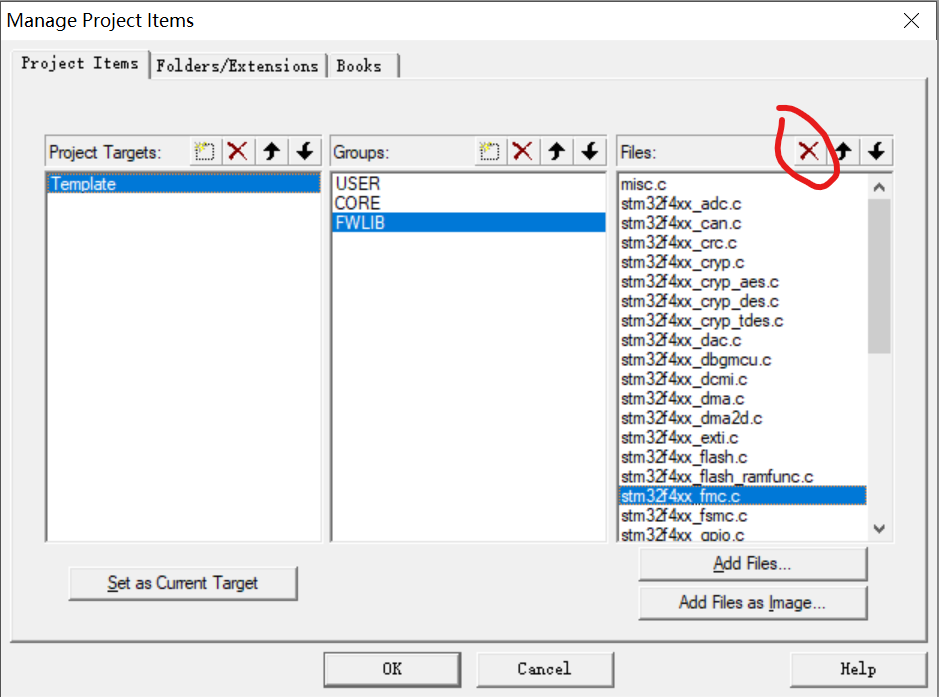 Manage Project Items
Project Items Folders/Extensions Books
Project Targets:
Template
Set as Current Target
Groups:
USER
CORE
FWLIB
Files:
misc.c
stm32f4xx_adc.c
stm32f4xx_can.c
stm32f4xx_crc.c
stm32f4xx_cryp.c
stm32f4xx_cryp_aes.c
stm32f4xx_cryp_des.c
stm32f4xx_cryp_tdes.c
stm32f4xx_dac.c
stm32f4xx_dbgmcu.c
stm32f4xx_dcmi.c
stm32f4xx_dma.c
stm32f4xx_dma2d.c
stm32f4xx_exti.c
stm32f4xx_flash.c
stm32f4xx_flash_ramfunc.c
stm32f4xx_fmc.c
stm32f4xx_fsmc.c
stm32f4xx_gpio.c
Add Files...
Add Files as Image...
OK Cancel Help